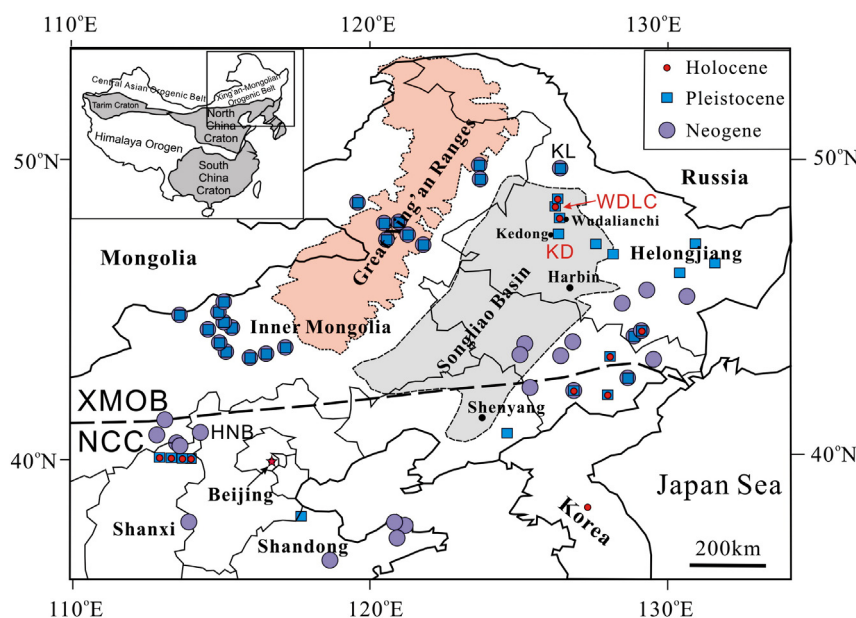 110°E
120°E
130°E
Central Asian Orogenic Belt
Xing'an-Mongolian
Orogenic Belt
Tarim Craton
North
China
Craton
Himalaya Orogen
South
China
Craton
Holocene
Pleistocene
Neogene
50°N
50°N
KL
Russia
Great Xing'an Ranges
WDLC
Wudalianchi
Kedong
KD
Helongjiang
Mongolia
Harbin
Songliao Basin
Inner Mongolia
XMOB
NCC
HNB
Shenyang
40°N
40°N
Beijing
Japan Sea
Shanxi
Shandong
Korea
200km
110°E
120°E
130°E